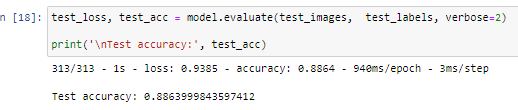 n [18]: test_loss, test_acc = model.evaluate(test_images,  test_labels, verbose=2)
print('\nTest accuracy:', test_acc)
313/313 - 1s - loss: 0.9385 - accuracy: 0.8864 - 940ms/epoch - 3ms/step
Test accuracy: 0.8863999843597412